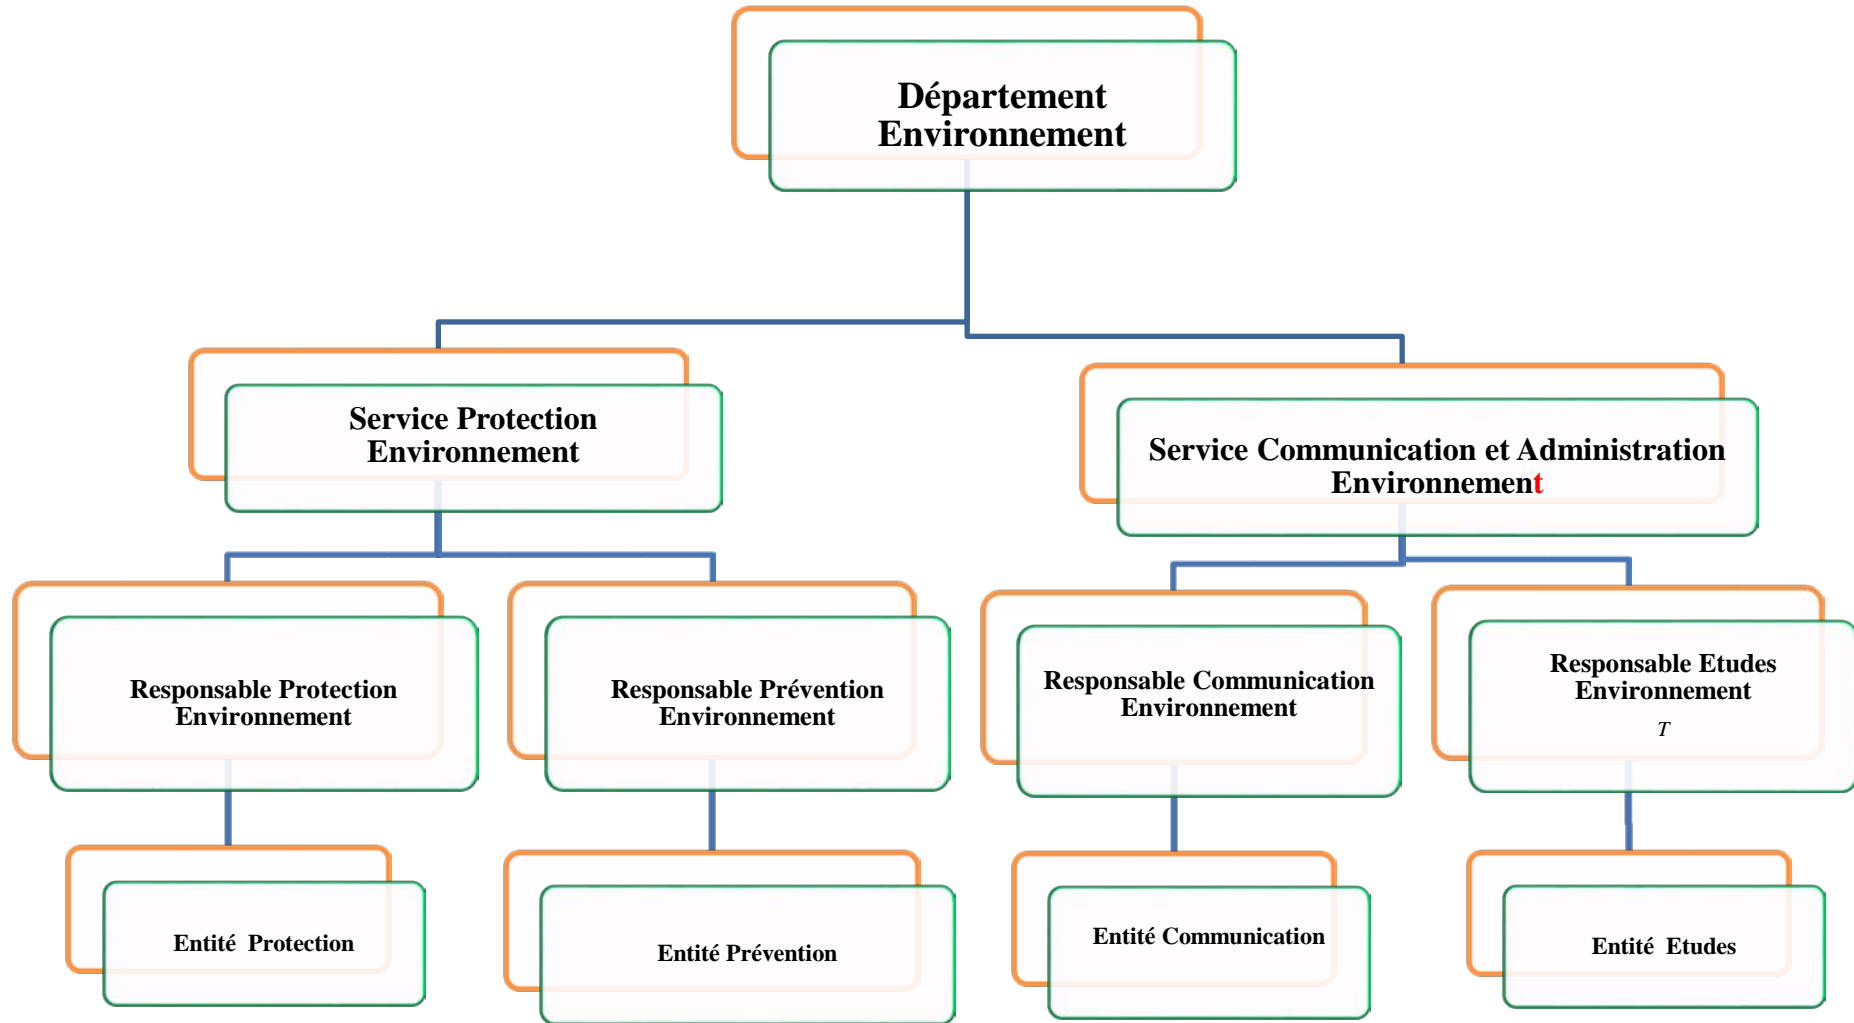 Département
Environnement
Service Protection
Environnement
Service Communication et Administration
Environnement
Responsable Protection
Environnement
Responsable Prévention
Environnement
Responsable Communication
Environnement
Responsable Etudes
Environnement
T
Entité  Protection
Entité Prévention
Entité Communication
Entité  Etudes